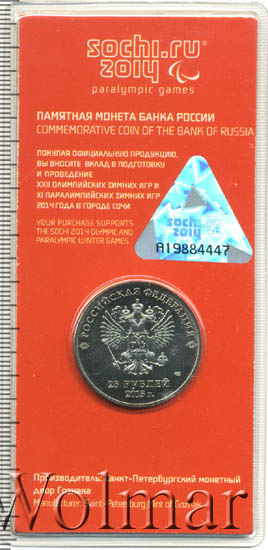 sochi.ru
2014
paralympic games
ПАМЯТНАЯ МОНЕТА БАНКА РОССИИ
COMMEMORATIVE COIN OF THE BANK OF RUSSIA
ПОКУПАЯ ОФИЦИАЛЬНУЮ ПРОДУКЦИЮ,
ВЫ ВНОСИТЕ ВКЛАД В ПОДГОТОВКУ
И ПРОВЕДЕНИЕ
XXII ОЛИМПИЙСКИХ ЗИМНИХ ИГР И
XI ПАРАЛИМПИЙСКИХ ЗИМНИХ ИГР
2014 ГОДА В ГОРОДЕ СОЧИ
YOUR PURCHASE SUPPORTS
THE SOCHI 2014 OLYMPIC AND
PARALYMPIC WINTER GAMES
sochi.ru
2014
A19884447
РОССИЙСКАЯ ФЕДЕРАЦИЯ
25 РУБЛЕЙ
2013 г.
Производитель: Санкт-Петербургский монетный
двор Гознака
Manufacturer: Saint-Petersburg Mint of Goznak
Wolmar